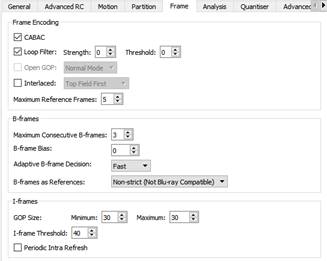 General Advanced RC Motion Partition Frame Analysis Quantiser Advanced
Frame Encoding
CABAC
Loop Filter: Strength: 0 Threshold: 0
Open GOP: Normal Mode
Interlaced: Top Field First
Maximum Reference Frames: 5
B-frames
Maximum Consecutive B-frames: 3
B-frame Bias: 0
Adaptive B-frame Decision: Fast
B-frames as References: Non-strict (Not Blu-ray Compatible)
I-frames
GOP Size: Minimum: 30 Maximum: 30
I-frame Threshold: 40
Periodic Intra Refresh